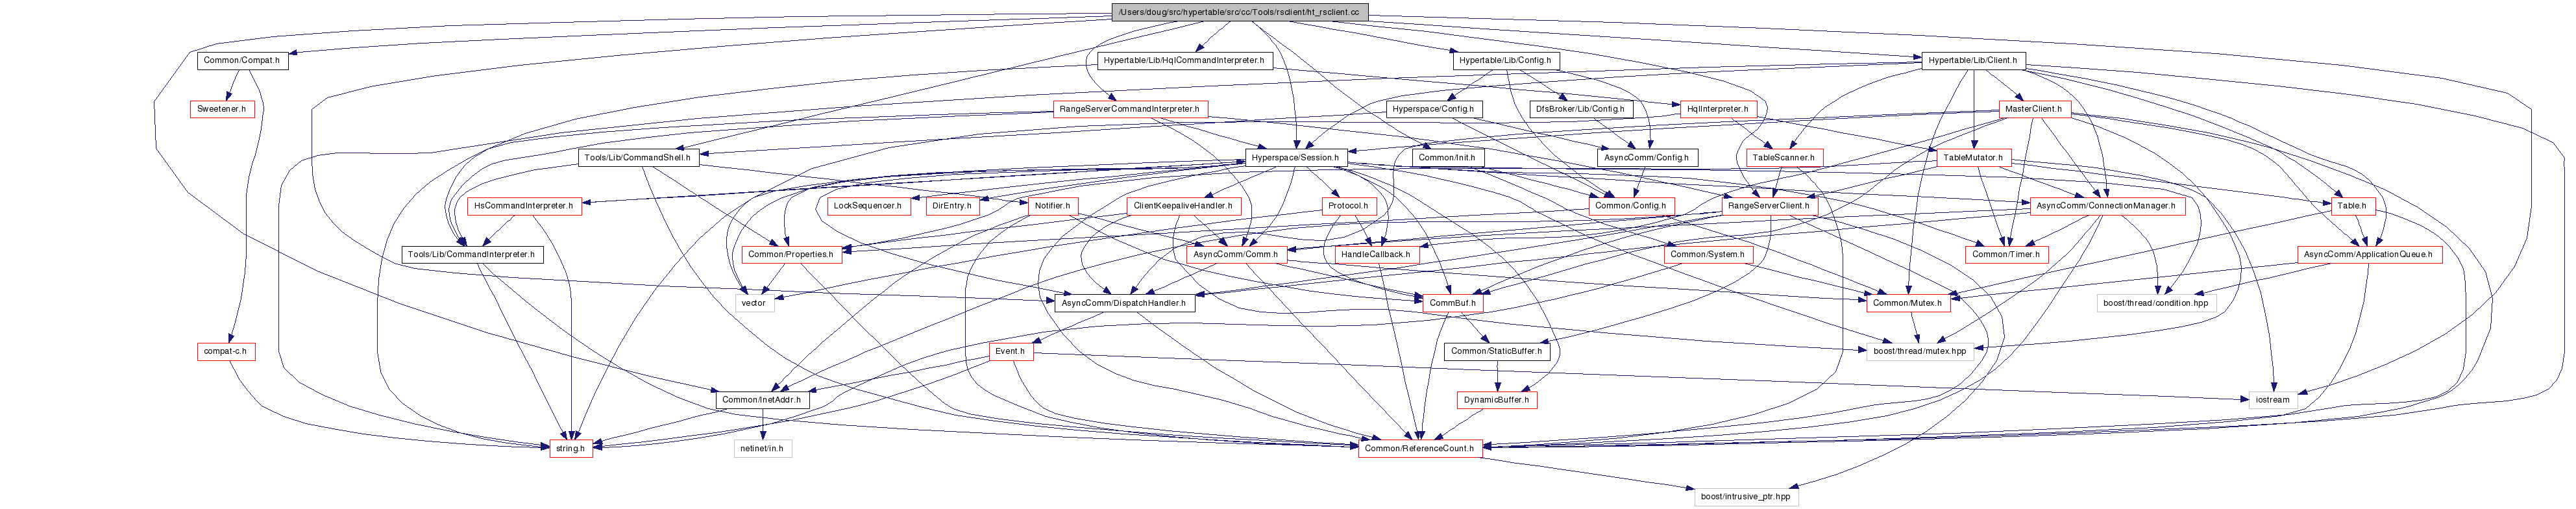 /Users/doug/src/hypertable/src/cc/Tools/rsclient/ht_rsclient.cc
Common/Compat.h
Hypertable/Lib/HqlCommandInterpreter.h
Hypertable/Lib/Config.h
Hypertable/Lib/Client.h
Sweetener.h
RangeServerCommandInterpreter.h
Hyperspace/Config.h
DfsBroker/Lib/Config.h
HqlInterpreter.h
MasterClient.h
Tools/Lib/CommandShell.h
Hyperspace/Session.h
Common/Init.h
AsyncComm/Config.h
TableScanner.h
TableMutator.h
HsCommandInterpreter.h
LockSequencer.h
DirEntry.h
Notifier.h
ClientKeepaliveHandler.h
Protocol.h
Common/Config.h
RangeServerClient.h
AsyncComm/ConnectionManager.h
Table.h
Tools/Lib/CommandInterpreter.h
Common/Properties.h
AsyncComm/Comm.h
HandleCallback.h
Common/System.h
Common/Timer.h
AsyncComm/ApplicationQueue.h
vector
AsyncComm/DispatchHandler.h
CommBuf.h
Common/Mutex.h
boost/thread/condition.hpp
compat-c.h
Event.h
Common/StaticBuffer.h
boost/thread/mutex.hpp
Common/InetAddr.h
DynamicBuffer.h
iostream
string.h
netinet/in.h
Common/ReferenceCount.h
boost/intrusive_ptr.hpp